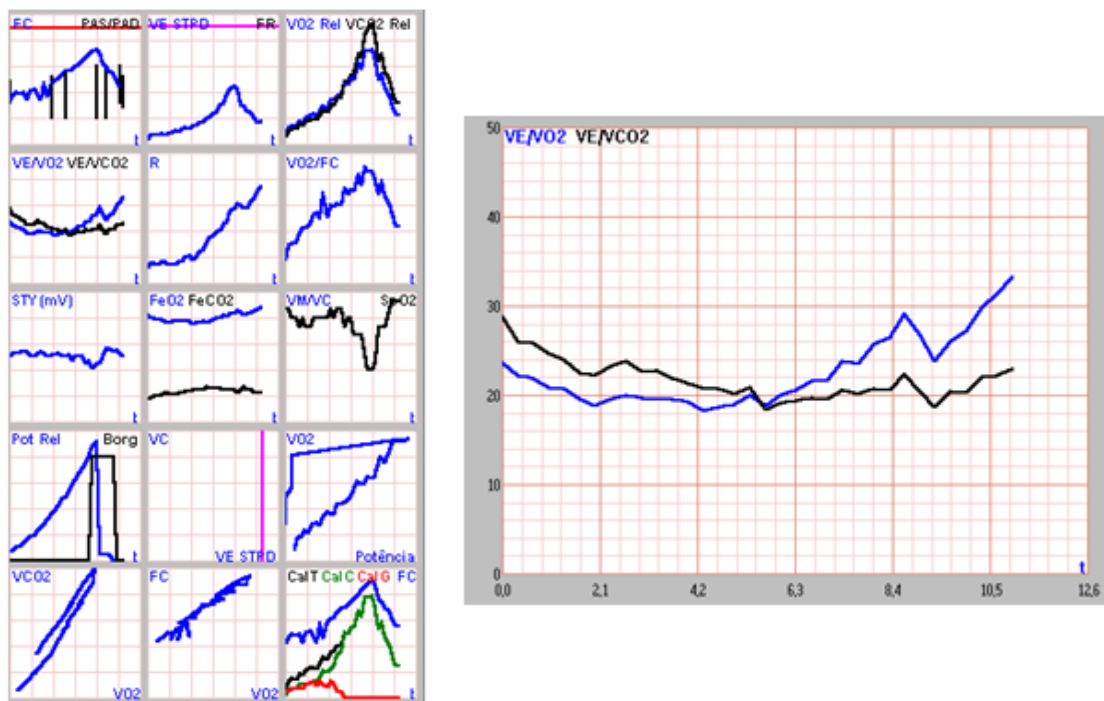 FC PAS/PAD
VE STPD FR
VO2 Rel VCO2 Rel
t
t
t
VE/VO2 VE/VCO2
R
VO2/FC
t
t
t
STY (mV)
FeO2 FeCO2
VM/VC SpO2
t
t
t
Pot Rel Borg
VC
VO2
t
VE STPD
Potência
VCO2
FC
CalT CalC CalG FC
VO2
VO2
t
VE/VO2 VE/VCO2
50
40
30
20
10
0
t
0,0 2,1 4,2 6,3 8,4 10,5 12,6